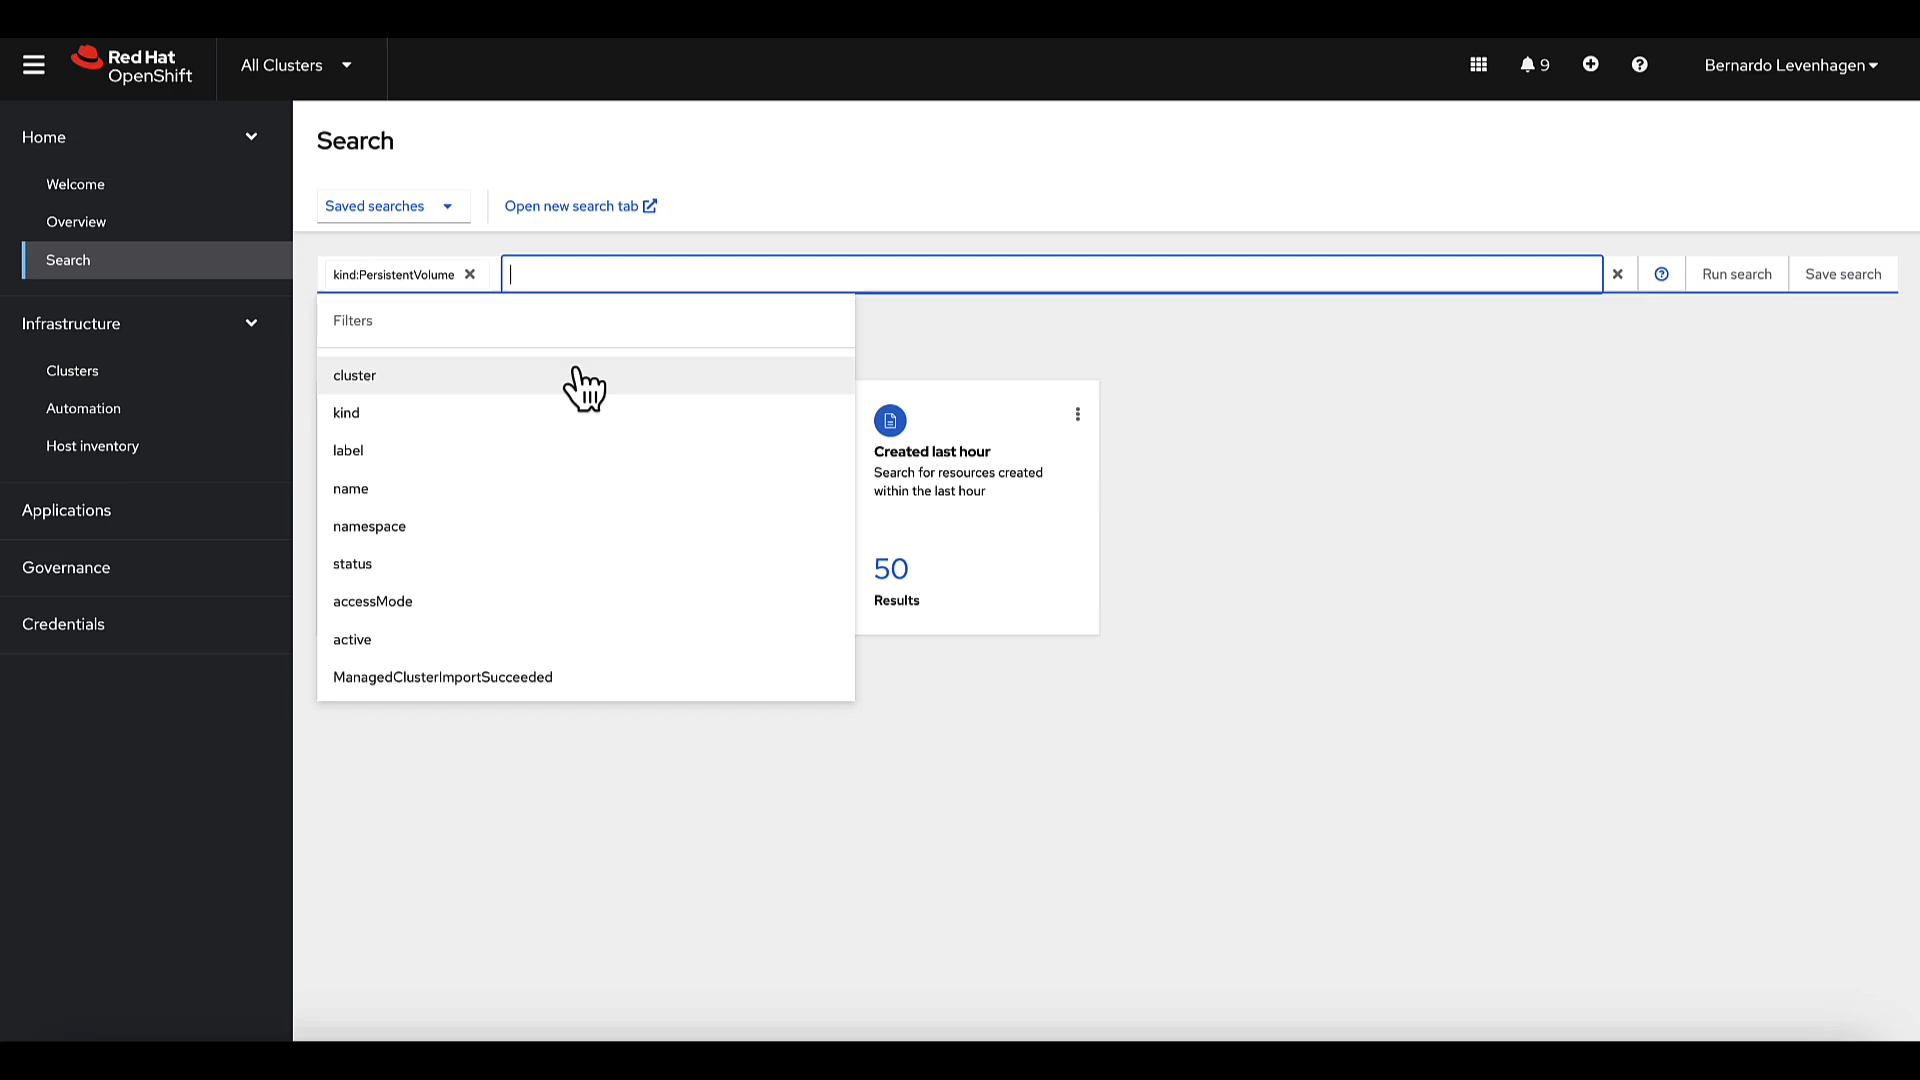 Red Hat
OpenShift
All Clusters
9
Bernardo Levenhagen
Home
Welcome
Overview
Search
Infrastructure
Clusters
Automation
Host inventory
Applications
Governance
Credentials
Search
Saved searches
Open new search tab
kind:PersistentVolume
Run search
Save search
Filters
cluster
kind
label
name
namespace
status
accessMode
active
ManagedClusterImportSucceeded
Created last hour
Search for resources created
within the last hour
50
Results